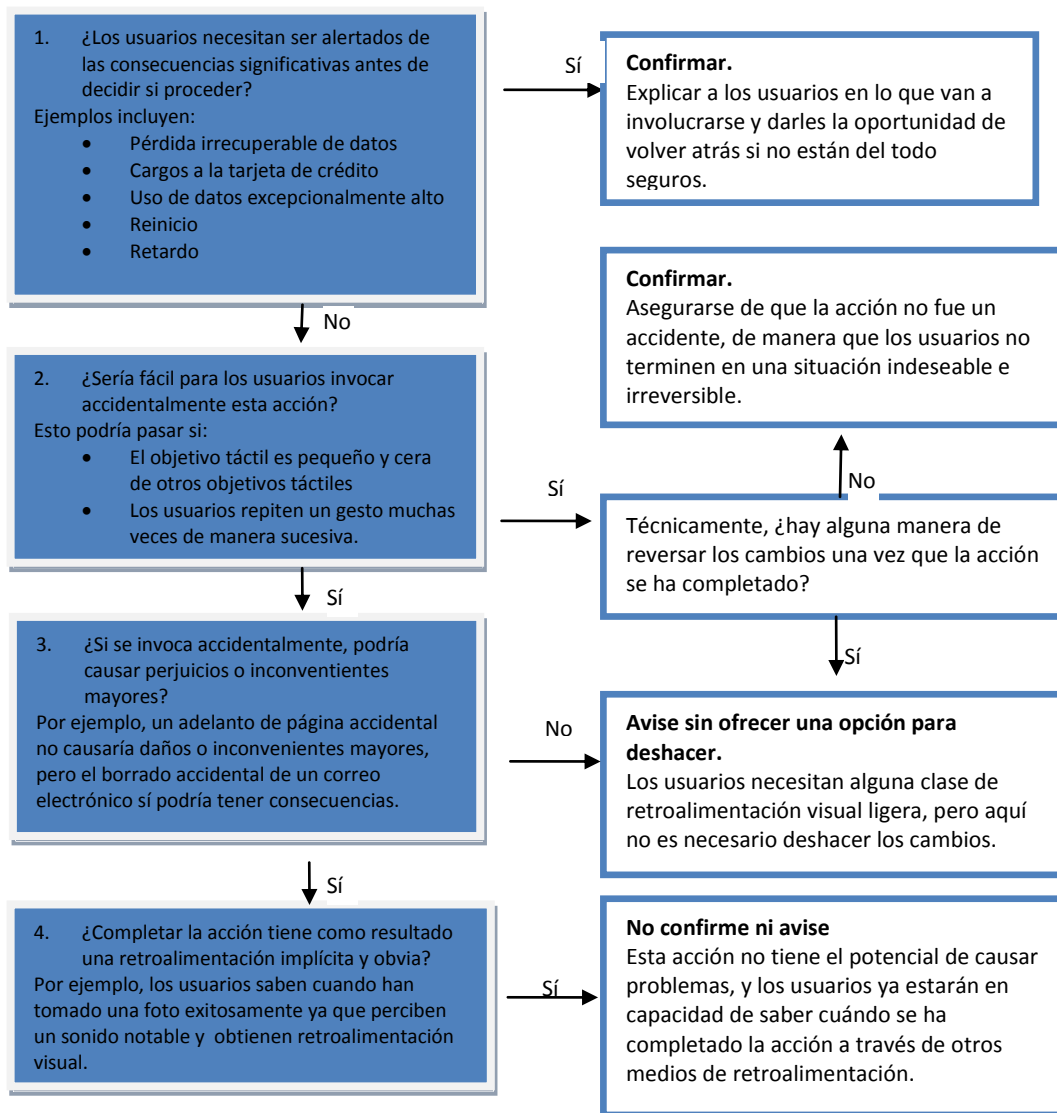 1. ¿Los usuarios necesitan ser alertados de
las consecuencias significativas antes de
decidir si proceder?
Ejemplos incluyen:
• Pérdida irrecuperable de datos
• Cargos a la tarjeta de crédito
• Uso de datos excepcionalmente alto
• Reinicio
• Retardo
Sí
Confirmar.
Explicar a los usuarios en lo que van a
involucrarse y darles la oportunidad de
volver atrás si no están del todo
seguros.
No
Confirmar.
Asegurarse de que la acción no fue un
accidente, de manera que los usuarios no
terminen en una situación indeseable e
irreversible.
2. ¿Sería fácil para los usuarios invocar
accidentalmente esta acción?
Esto podría pasar si:
• El objetivo táctil es pequeño y cera
de otros objetivos táctiles
• Los usuarios repiten un gesto muchas
veces de manera sucesiva.
Sí
No
Técnicamente, ¿hay alguna manera de
reversar los cambios una vez que la acción
se ha completado?
Sí
Sí
3. ¿Si se invoca accidentalmente, podría
causar perjuicios o inconventientes
mayores?
Por ejemplo, un adelanto de página accidental
no causaría daños o inconvenientes mayores,
pero el borrado accidental de un correo
electrónico sí podría tener consecuencias.
No
Avise sin ofrecer una opción para
deshacer.
Los usuarios necesitan alguna clase de
retroalimentación visual ligera, pero aquí
no es necesario deshacer los cambios.
Sí
4. ¿Completar la acción tiene como resultado
una retroalimentación implícita y obvia?
Por ejemplo, los usuarios saben cuando han
tomado una foto exitosamente ya que perciben
un sonido notable y obtienen retroalimentación
visual.
Sí
No confirme ni avise
Esta acción no tiene el potencial de causar
problemas, y los usuarios ya estarán en
capacidad de saber cuándo se ha
completado la acción a través de otros
medios de retroalimentación.